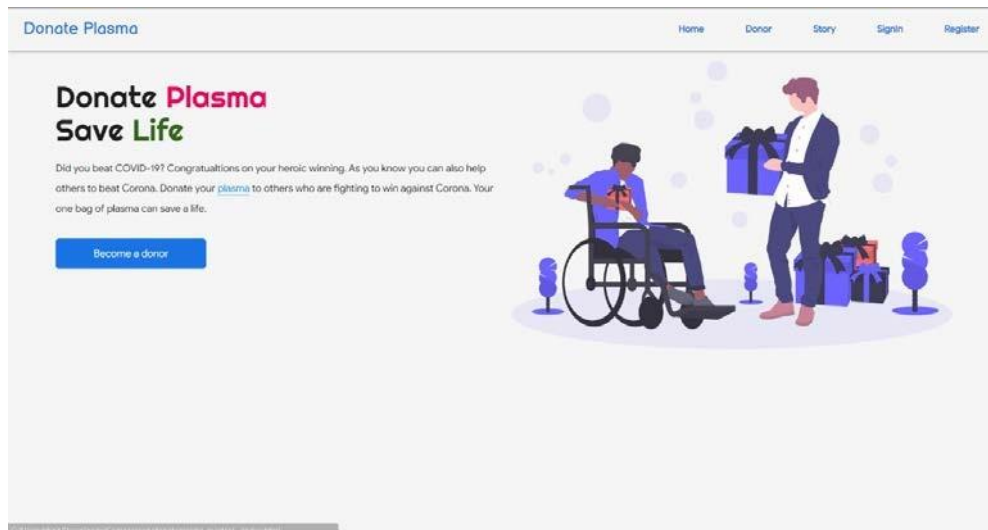 Donate Plasma
Home Donor Story SignIn Register
Donate Plasma
Save Life
Did you beat COVID-19? Congratualtions on your heroic winning. As you know you can also help
others to beat Corona. Donate your plasma to others who are fighting to win against Corona. Your
one bag of plasma can save a life.
Become a donor